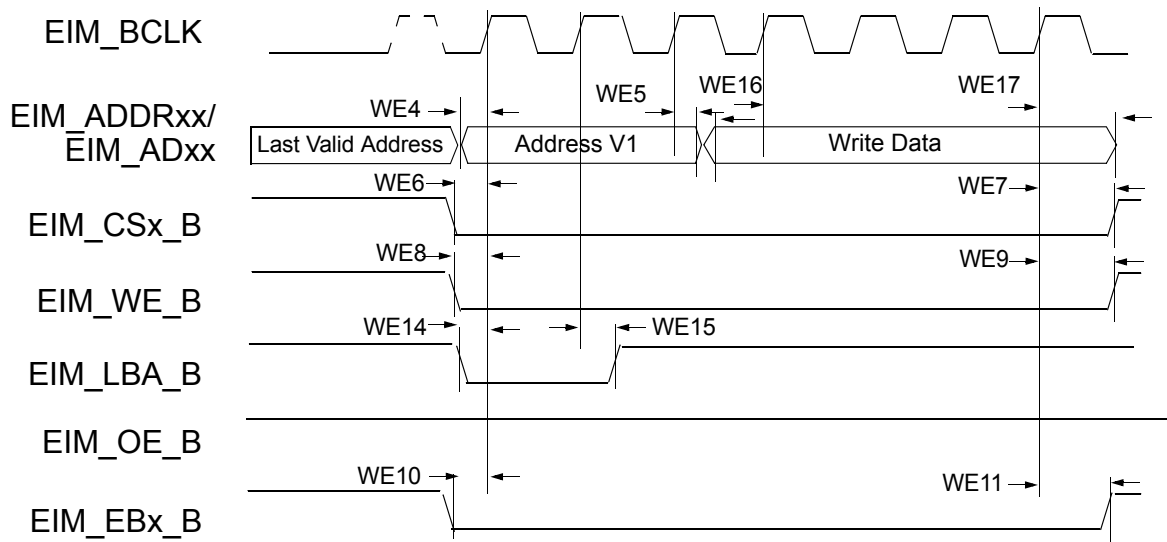 EIM_BCLK
WE4
WE5
WE16
WE17
EIM_ADDRxx/
EIM_ADxx
Last Valid Address
Address V1
Write Data
WE6
WE7
EIM_CSx_B
WE8
WE9
EIM_WE_B
WE14
WE15
EIM_LBA_B
EIM_OE_B
WE10
WE11
EIM_EBx_B